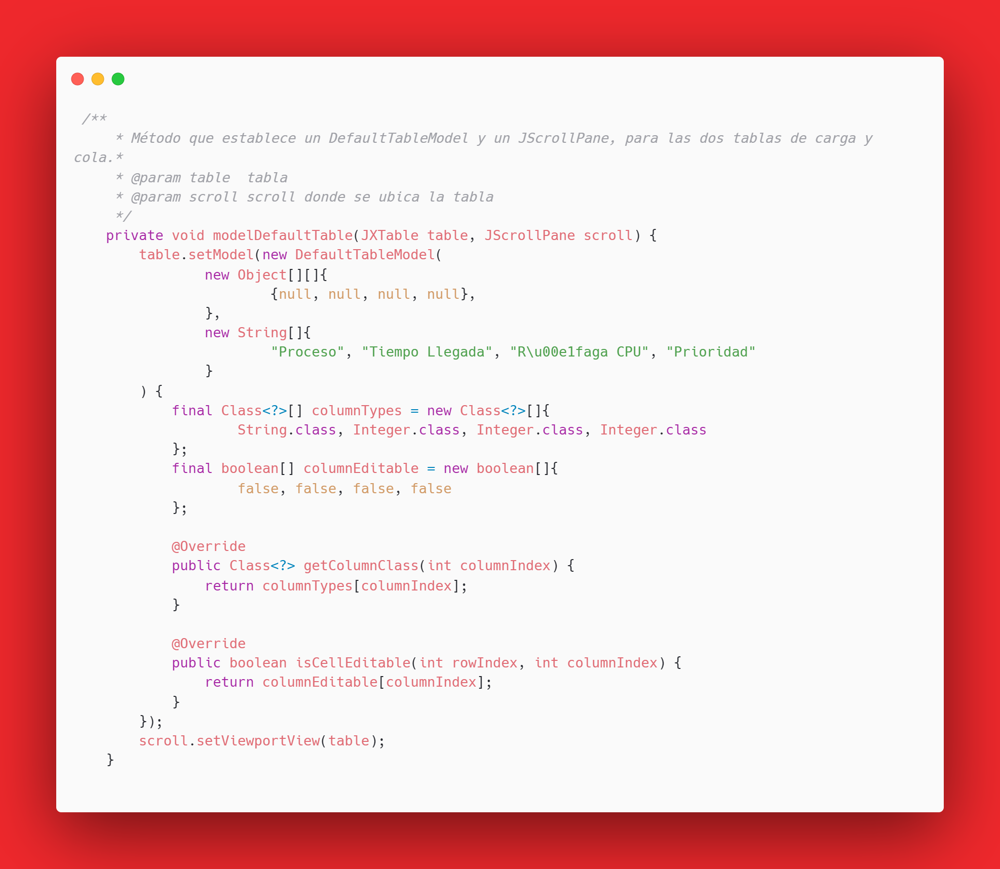 /**
     * Método que establece un DefaultTableModel y un JScrollPane, para las dos tablas de carga y
cola.*
     * @param table  tabla
     * @param scroll scroll donde se ubica la tabla
     */
    private void modelDefaultTable(JXTable table, JScrollPane scroll) {
        table.setModel(new DefaultTableModel(
                new Object[][]{
                        {null, null, null, null},
                },
                new String[]{
                        "Proceso", "Tiempo Llegada", "R\u00e1faga CPU", "Prioridad"
                }
        ) {
            final Class<?>[] columnTypes = new Class<?>[]{
                    String.class, Integer.class, Integer.class, Integer.class
            };
            final boolean[] columnEditable = new boolean[]{
                    false, false, false, false
            };

            @Override
            public Class<?> getColumnClass(int columnIndex) {
                return columnTypes[columnIndex];
            }

            @Override
            public boolean isCellEditable(int rowIndex, int columnIndex) {
                return columnEditable[columnIndex];
            }
        });
        scroll.setViewportView(table);
    }